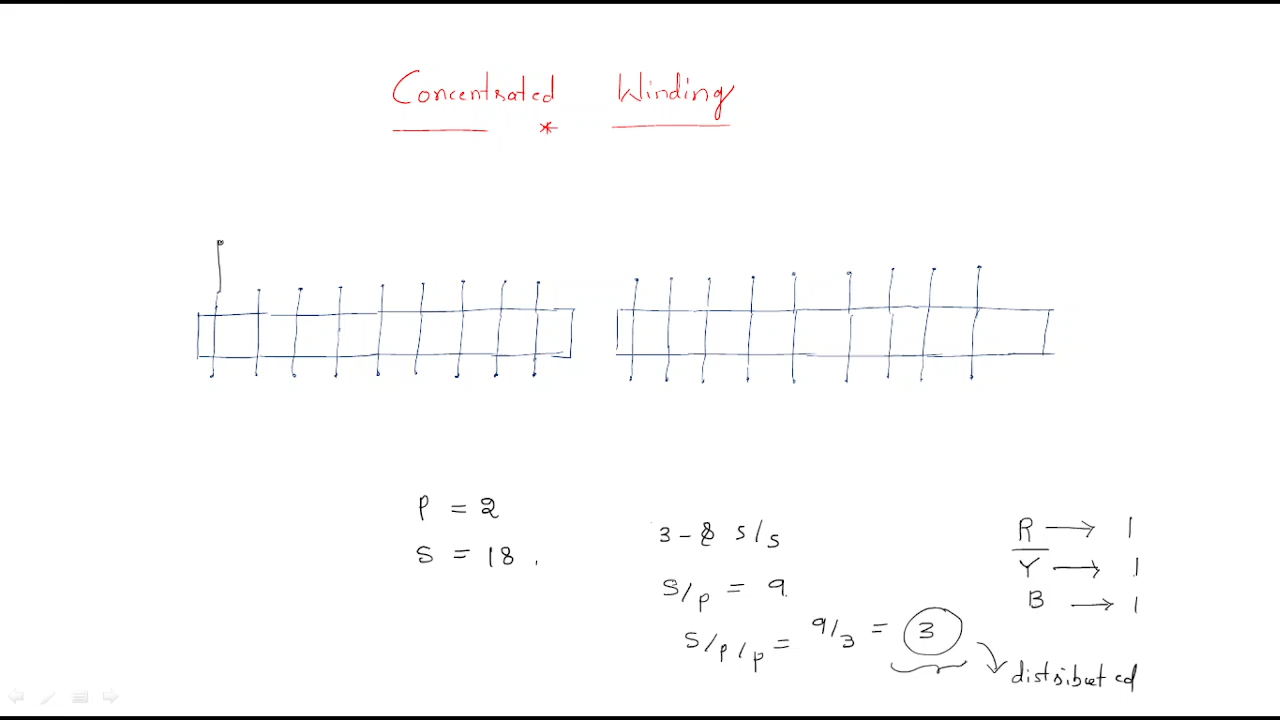 Concentrated Winding
*
P = 2
S = 18 .
3 - 8 S/S
S/P = 9
S/P/P = 9/3 = 3
distributed
R → 1
Y → 1
B → 1